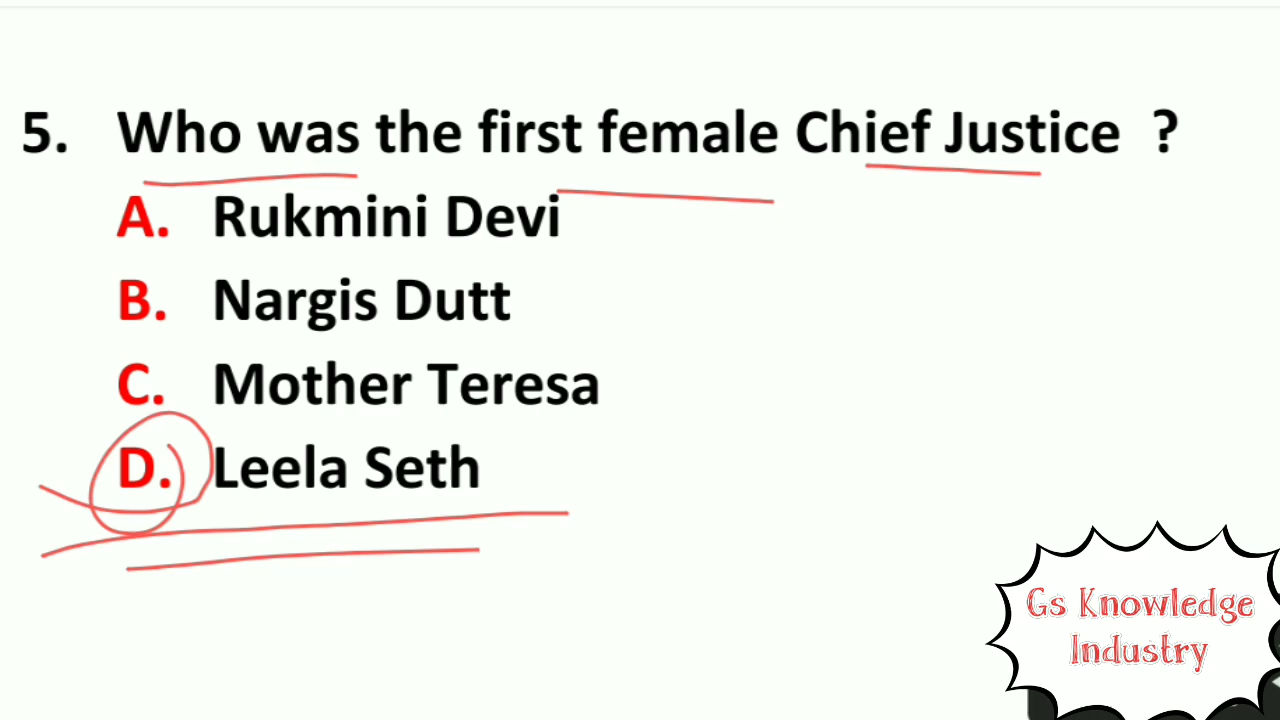 5. Who was the first female Chief Justice ?
A. Rukmini Devi
B. Nargis Dutt
C. Mother Teresa
D. Leela Seth
Gs Knowledge
Industry